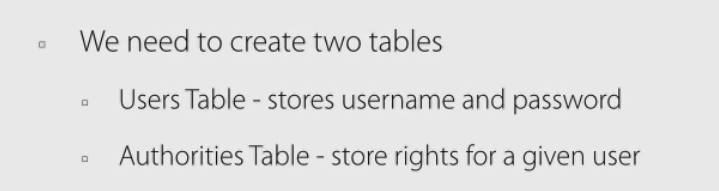 We need to create two tables
Users Table - stores username and password
Authorities Table - store rights for a given user